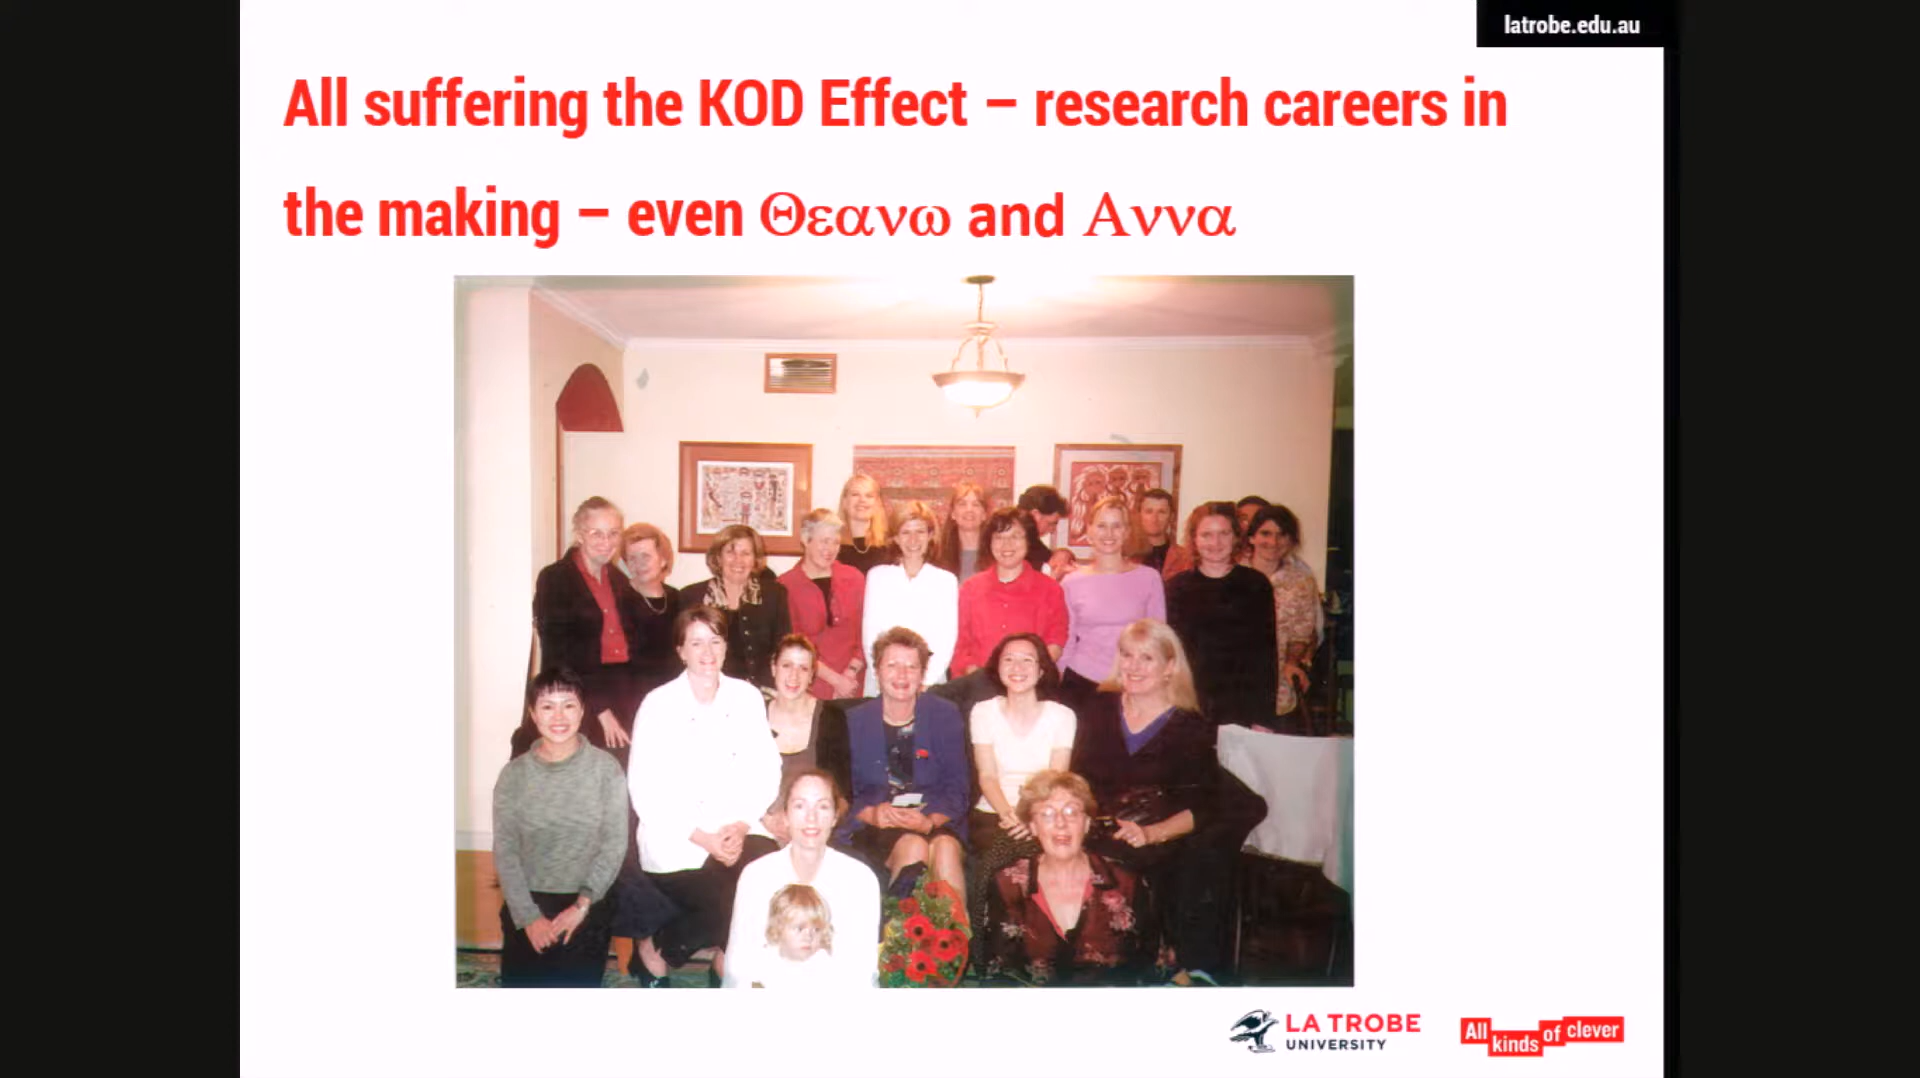 latrobe.edu.au
All suffering the KOD Effect – research careers in
the making – even Θεανω and Αννα
LA TROBE
UNIVERSITY
All kinds of clever